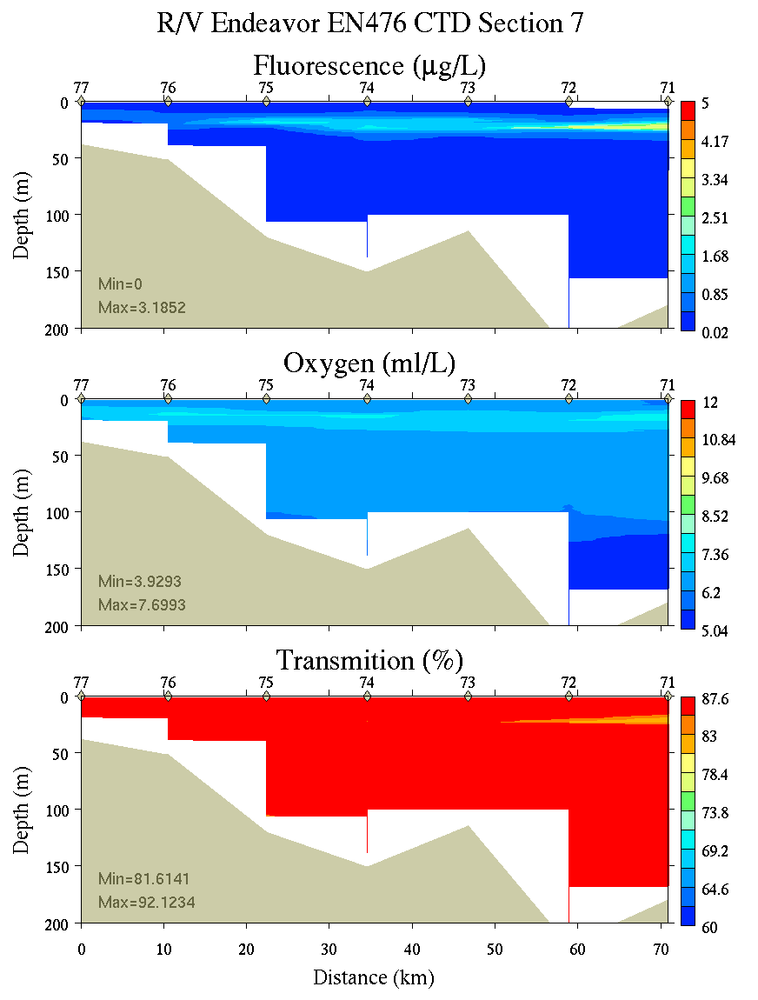 R/V Endeavor EN476 CTD Section 7
Fluorescence (µg/L)
77 76 75 74 73 72 71
0
50
100
150
200
Depth (m)
Min=0
Max=3.1852
5
4.17
3.34
2.51
1.68
0.85
0.02
Oxygen (ml/L)
77 76 75 74 73 72 71
0
50
100
150
200
Depth (m)
Min=3.9293
Max=7.6993
12
10.84
9.68
8.52
7.36
6.2
5.04
Transmition (%)
77 76 75 74 73 72 71
0
50
100
150
200
Depth (m)
Min=81.6141
Max=92.1234
87.6
83
78.4
73.8
69.2
64.6
60
0 10 20 30 40 50 60 70
Distance (km)